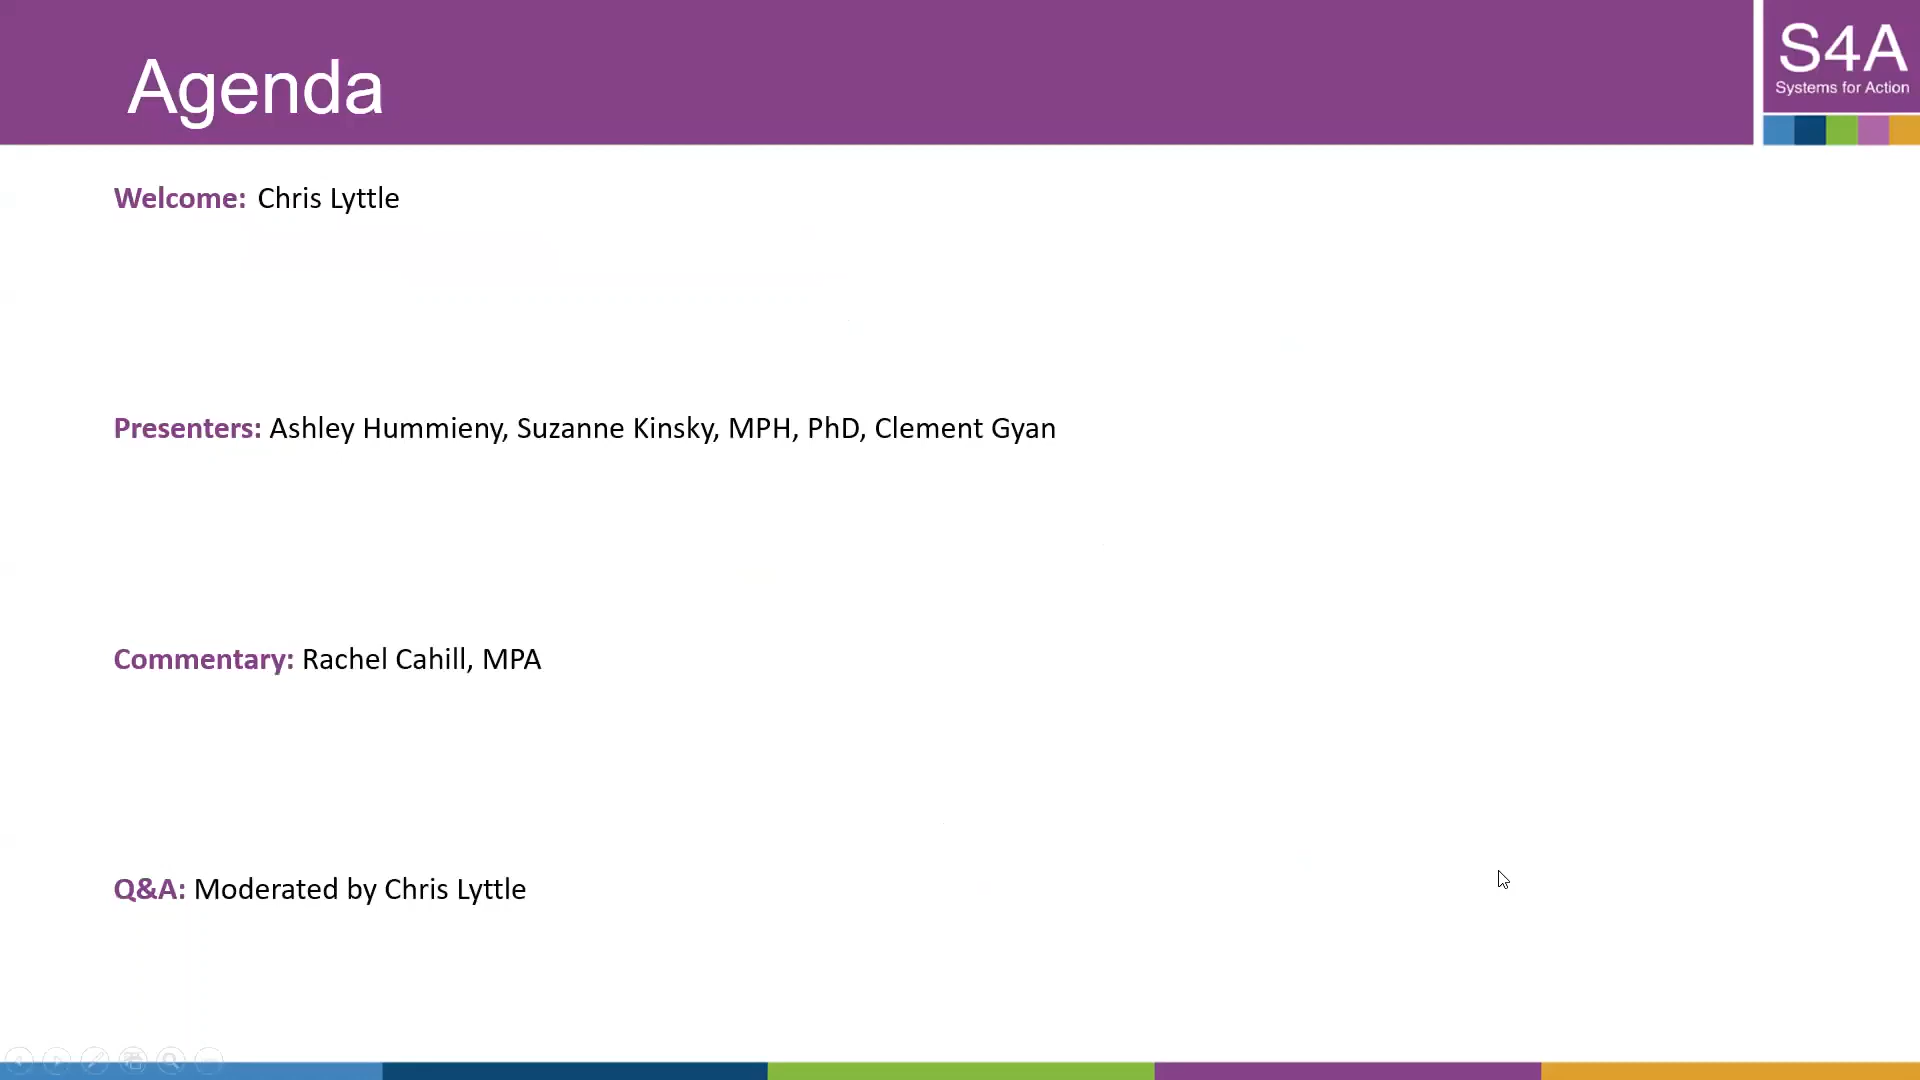 Agenda
S4A
Systems for Action
Welcome: Chris Lyttle
Presenters: Ashley Hummieny, Suzanne Kinsky, MPH, PhD, Clement Gyan
Commentary: Rachel Cahill, MPA
Q&A: Moderated by Chris Lyttle